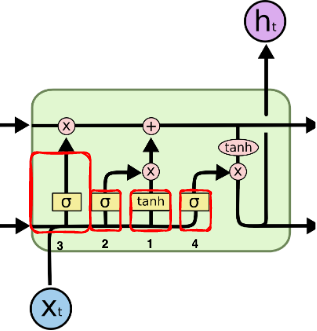 ht
x +
tanh
x x
σ σ tanh σ
3 2 1 4
xt